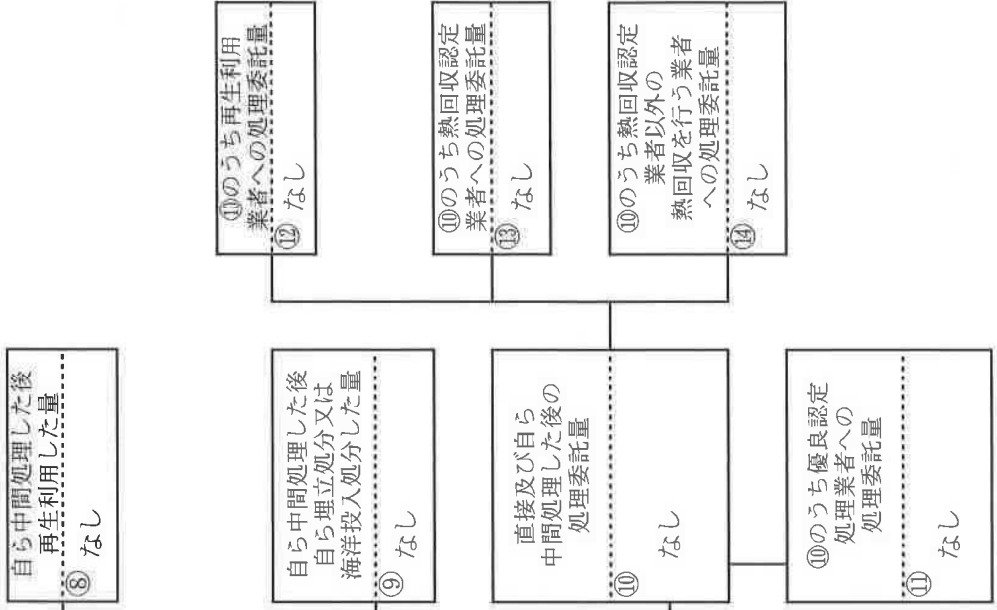 自ら中間処理した後
再生利用した量
⑧
なし
自ら中間処理した後
自ら埋立処分又は
海洋投入処分した量
⑨
なし
直接及び自ら
中間処理した後の
処理委託量
⑩
なし
⑩のうち優良認定
処理業者への
処理委託量
⑪
なし
⑪のうち再生利用
業者への処理委託量
⑫
なし
⑩のうち熱回収認定
業者への処理委託量
⑬
なし
⑩のうち熱回収認定
業者以外の
熱回収を行う業者
への処理委託量
⑭
なし